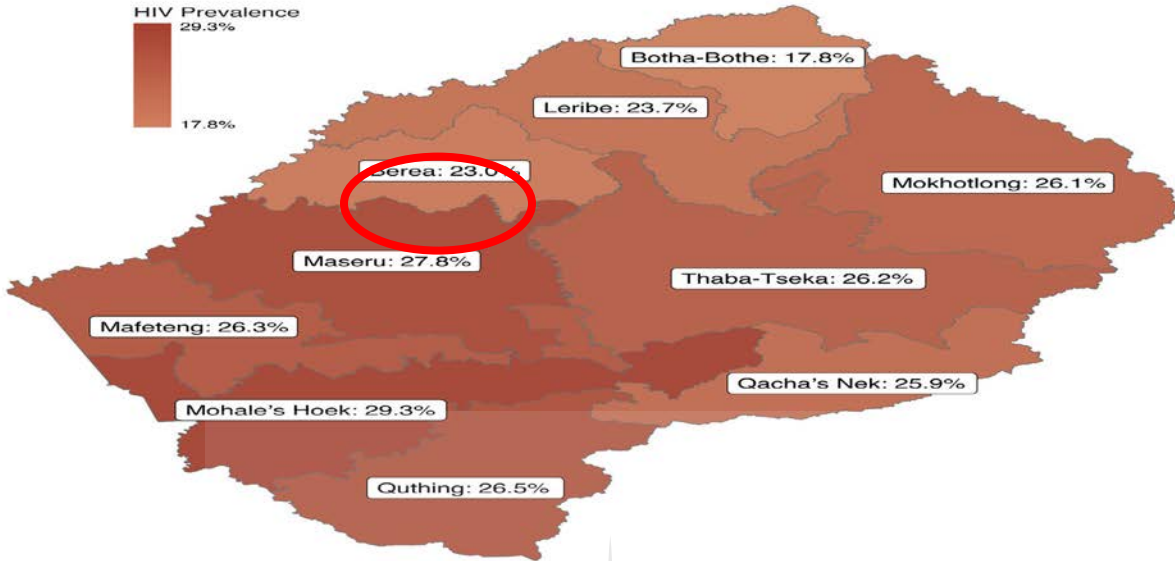 HIV Prevalence
29.3%
17.8%
Botha-Bothe: 17.8%
Leribe: 23.7%
Berea: 23.0%
Mokhotlong: 26.1%
Maseru: 27.8%
Thaba-Tseka: 26.2%
Mafeteng: 26.3%
Qacha's Nek: 25.9%
Mohale's Hoek: 29.3%
Quthing: 26.5%